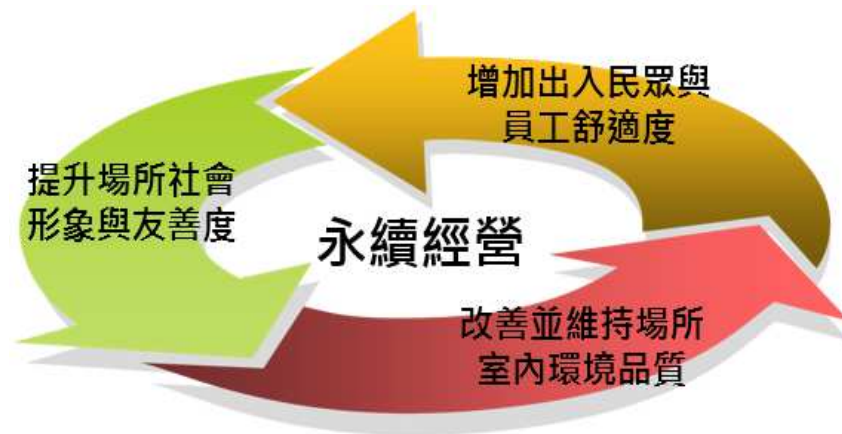 增加出入民眾與
員工舒適度
提升場所社會
形象與友善度
永續經營
改善並維持場所
室內環境品質